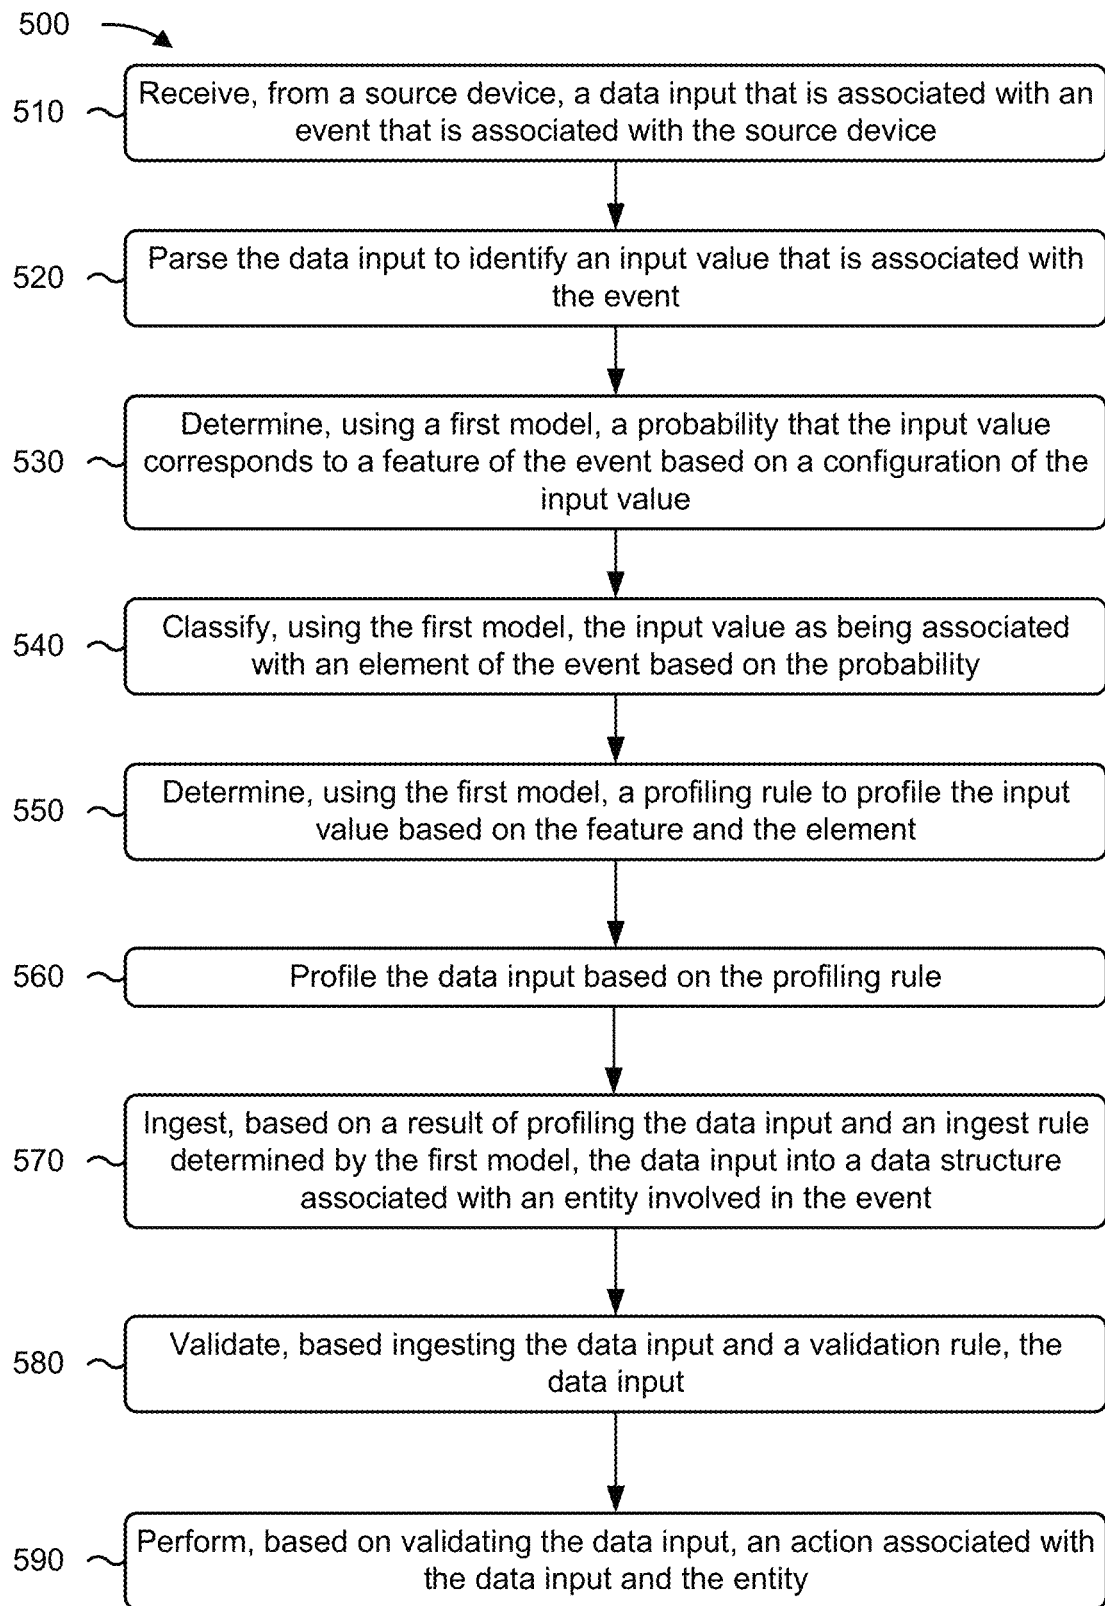 500
510
Receive, from a source device, a data input that is associated with an
event that is associated with the source device
520
Parse the data input to identify an input value that is associated with
the event
530
Determine, using a first model, a probability that the input value
corresponds to a feature of the event based on a configuration of the
input value
540
Classify, using the first model, the input value as being associated
with an element of the event based on the probability
550
Determine, using the first model, a profiling rule to profile the input
value based on the feature and the element
560
Profile the data input based on the profiling rule
570
Ingest, based on a result of profiling the data input and an ingest rule
determined by the first model, the data input into a data structure
associated with an entity involved in the event
580
Validate, based ingesting the data input and a validation rule, the
data input
590
Perform, based on validating the data input, an action associated with
the data input and the entity